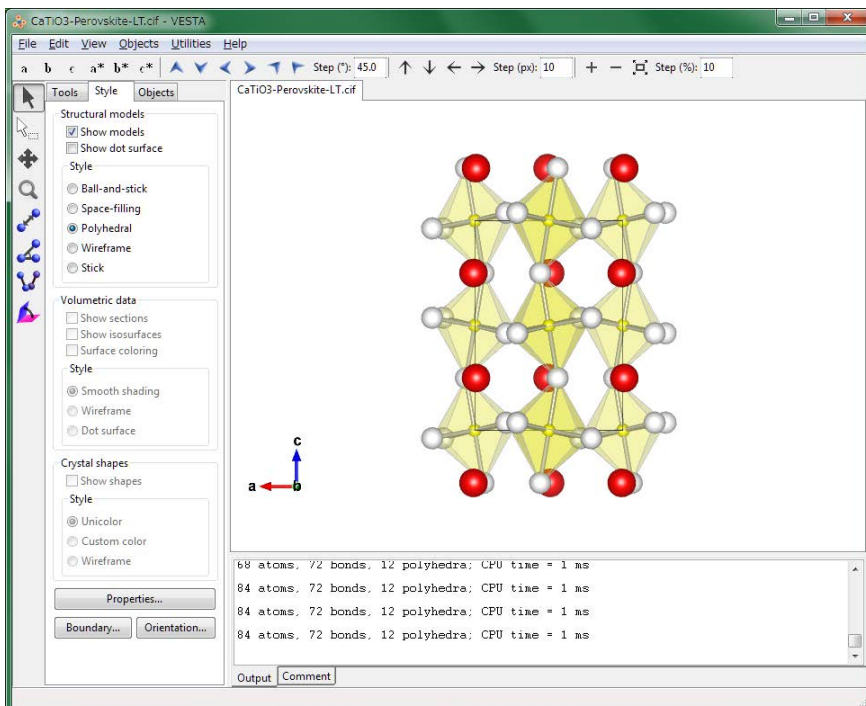 CaTiO3-Perovskite-LT.cif - VESTA
File Edit View Objects Utilities Help
a b c a* b* c* Step (°): 45.0 Step (px): 10 Step (%): 10
Tools Style Objects
CaTiO3-Perovskite-LT.cif
Structural models
Show models
Show dot surface
Style
Ball-and-stick
Space-filling
Polyhedral
Wireframe
Stick
Volumetric data
Show sections
Show isosurfaces
Surface coloring
Style
Smooth shading
Wireframe
Dot surface
Crystal shapes
Show shapes
Style
Unicolor
Custom color
Wireframe
Properties...
Boundary... Orientation...
c
a b
68 atoms, 72 bonds, 12 polyhedra; CPU time = 1 ms
84 atoms, 72 bonds, 12 polyhedra; CPU time = 1 ms
84 atoms, 72 bonds, 12 polyhedra; CPU time = 1 ms
84 atoms, 72 bonds, 12 polyhedra; CPU time = 1 ms
Output Comment